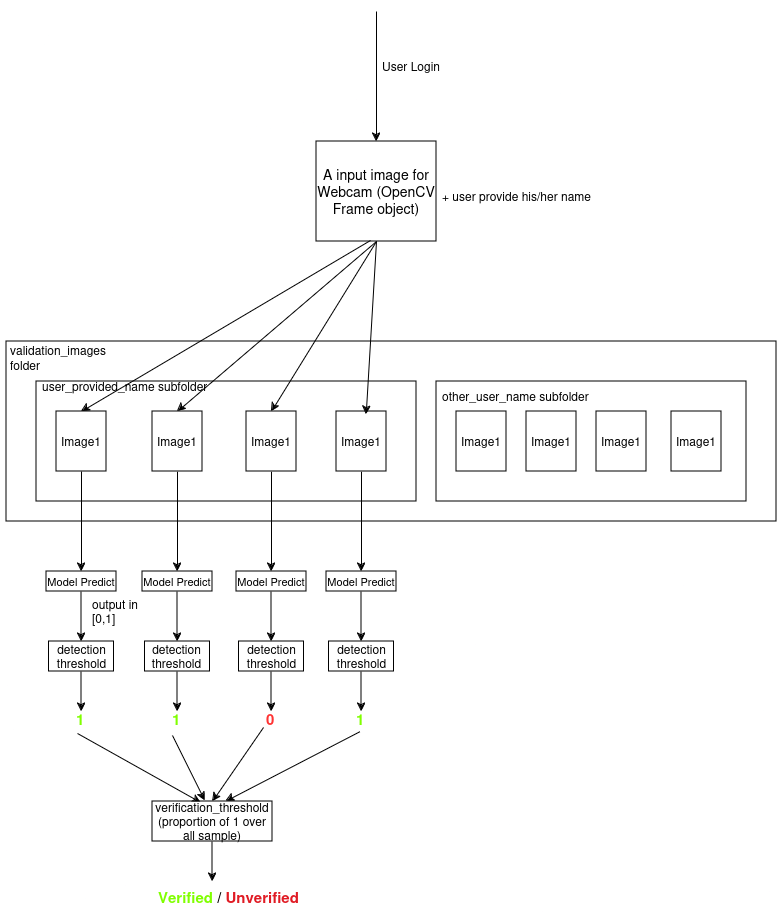 User Login
A input image for
Webcam (OpenCV
Frame object)
+ user provide his/her name
validation_images
folder
user_provided_name subfolder
other_user_name subfolder
Image1
Image1
Image1
Image1
Image1
Image1
Image1
Image1
Model Predict
Model Predict
Model Predict
Model Predict
output in
[0,1]
detection
threshold
detection
threshold
detection
threshold
detection
threshold
1
1
0
1
verification_threshold
(proportion of 1 over
all sample)
Verified / Unverified